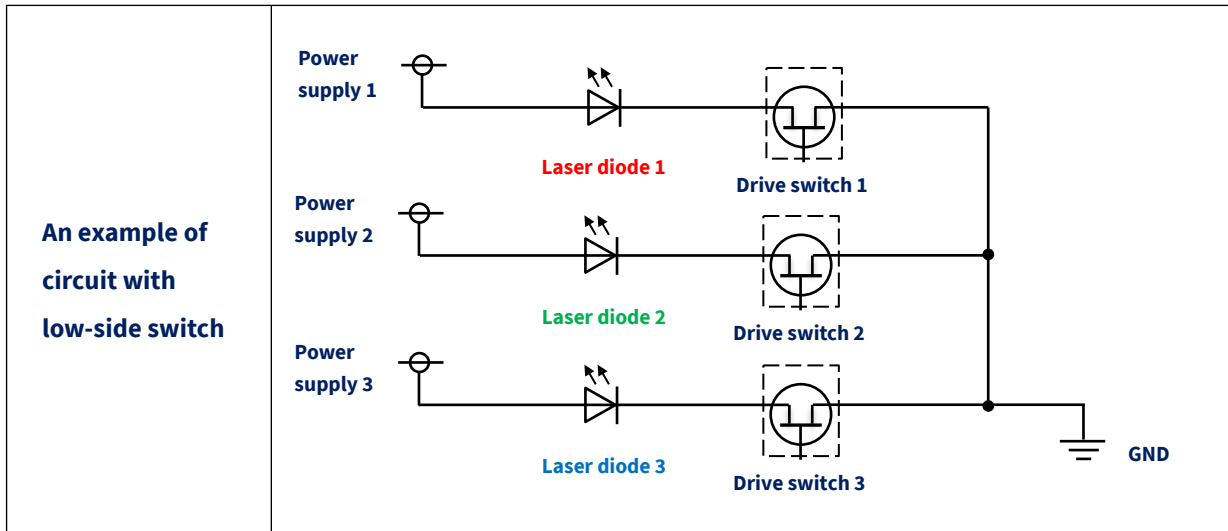 An example of
circuit with
low-side switch
Power
supply 1
Laser diode 1
Drive switch 1
Power
supply 2
Laser diode 2
Drive switch 2
Power
supply 3
Laser diode 3
Drive switch 3
GND